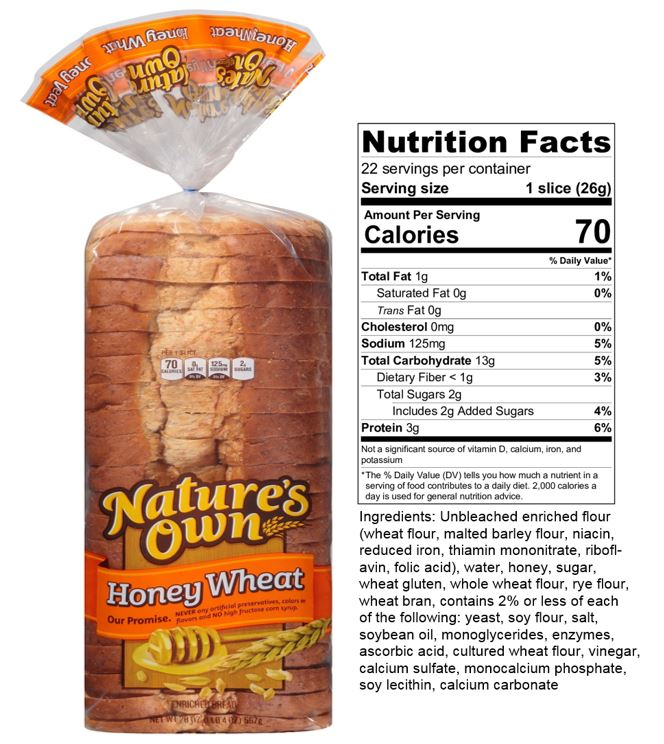 Honey Wheat
HoneyWheat
PER 1 SLICE
70 CALORIES
0g SAT FAT 0% DV
125mg SODIUM 5% DV
2g SUGARS
Nature's
Own
Honey Wheat
Our Promise. NEVER any artificial preservatives, colors or
flavors and NO high fructose corn syrup.
ENRICHED BREAD
NET WT 20 OZ (1 LB 4 OZ) 567g
Nutrition Facts
22 servings per container
Serving size 1 slice (26g)
Amount Per Serving
Calories 70
% Daily Value*
Total Fat 1g 1%
Saturated Fat 0g 0%
Trans Fat 0g
Cholesterol 0mg 0%
Sodium 125mg 5%
Total Carbohydrate 13g 5%
Dietary Fiber < 1g 3%
Total Sugars 2g
Includes 2g Added Sugars 4%
Protein 3g 6%
Not a significant source of vitamin D, calcium, iron, and
potassium
*The % Daily Value (DV) tells you how much a nutrient in a
serving of food contributes to a daily diet. 2,000 calories a
day is used for general nutrition advice.
Ingredients: Unbleached enriched flour
(wheat flour, malted barley flour, niacin,
reduced iron, thiamin mononitrate, ribofl-
avin, folic acid), water, honey, sugar,
wheat gluten, whole wheat flour, rye flour,
wheat bran, contains 2% or less of each
of the following: yeast, soy flour, salt,
soybean oil, monoglycerides, enzymes,
ascorbic acid, cultured wheat flour, vinegar,
calcium sulfate, monocalcium phosphate,
soy lecithin, calcium carbonate